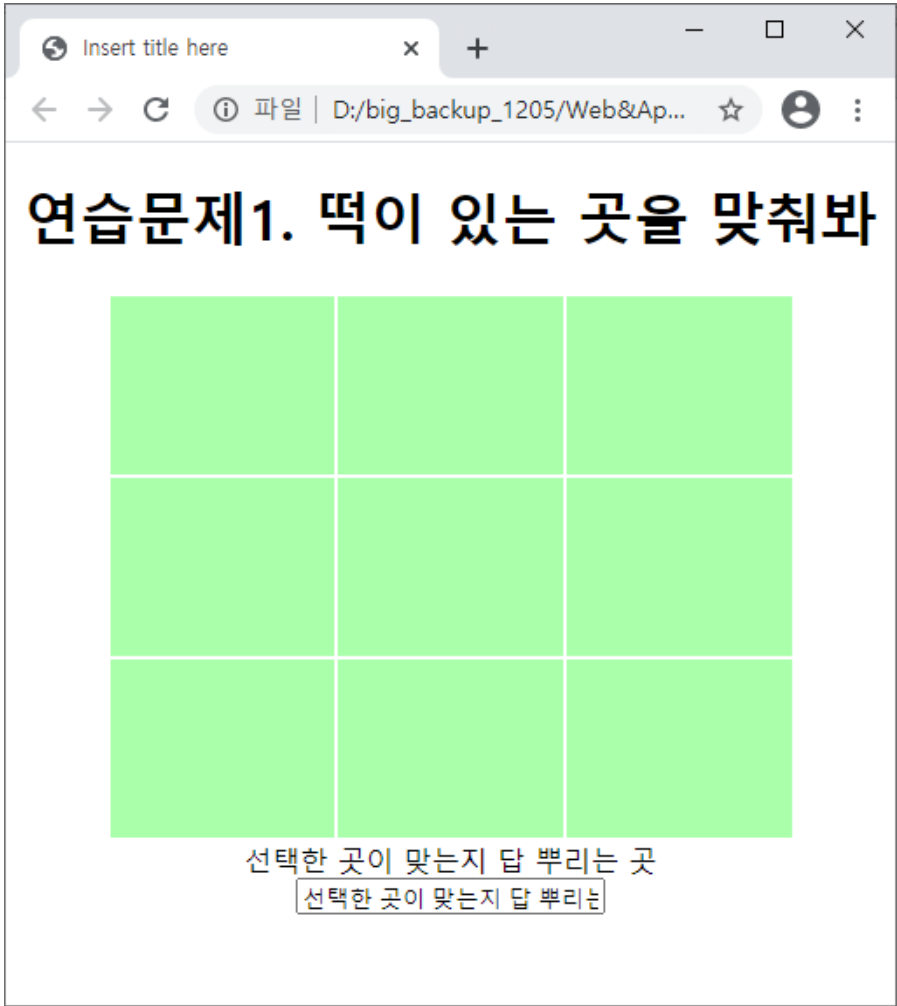 Insert title here
파일 D:/big_backup_1205/Web&Ap...
연습문제1. 떡이 있는 곳을 맞춰봐
선택한 곳이 맞는지 답 뿌리는 곳
선택한 곳이 맞는지 답 뿌리는